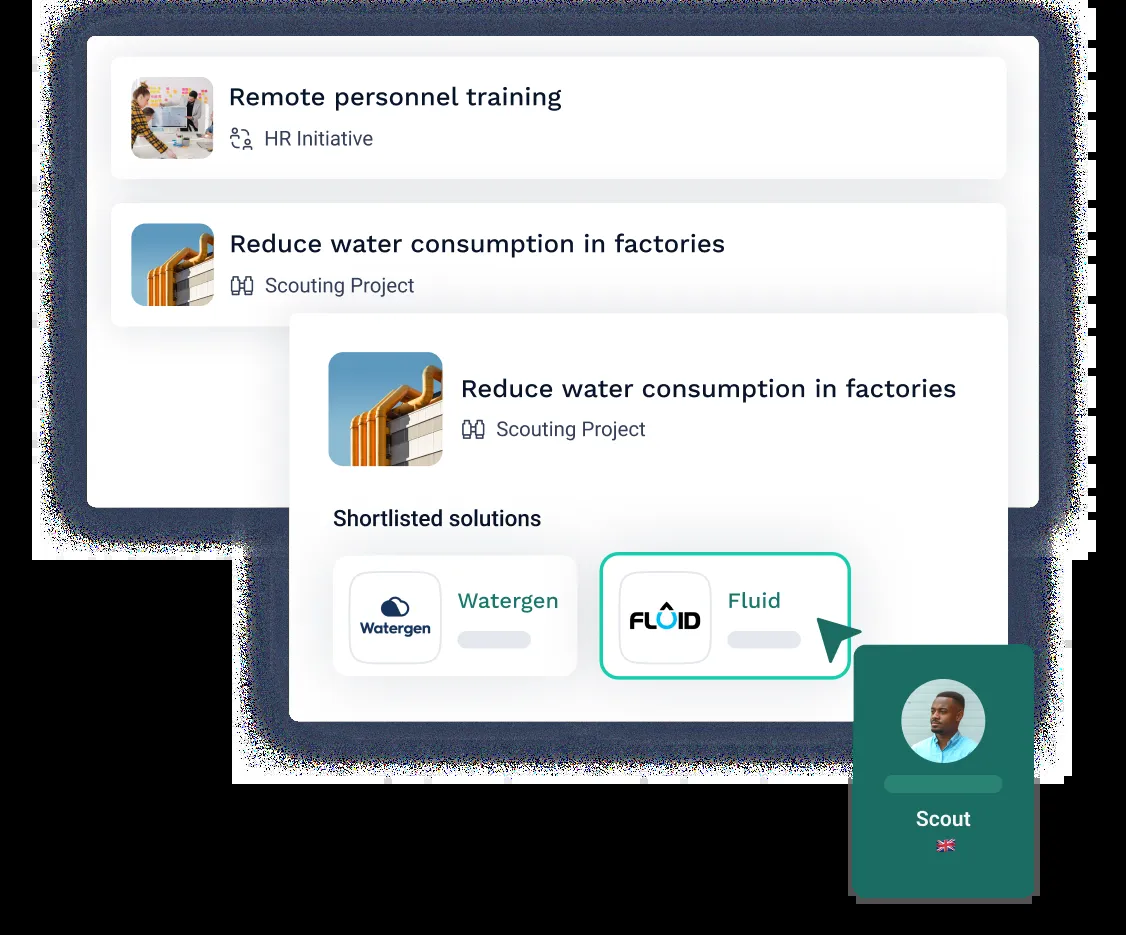 Remote personnel training
HR Initiative
Reduce water consumption in factories
Scouting Project
Reduce water consumption in factories
Scouting Project
Shortlisted solutions
Watergen
Watergen
FLUID
Fluid
Scout